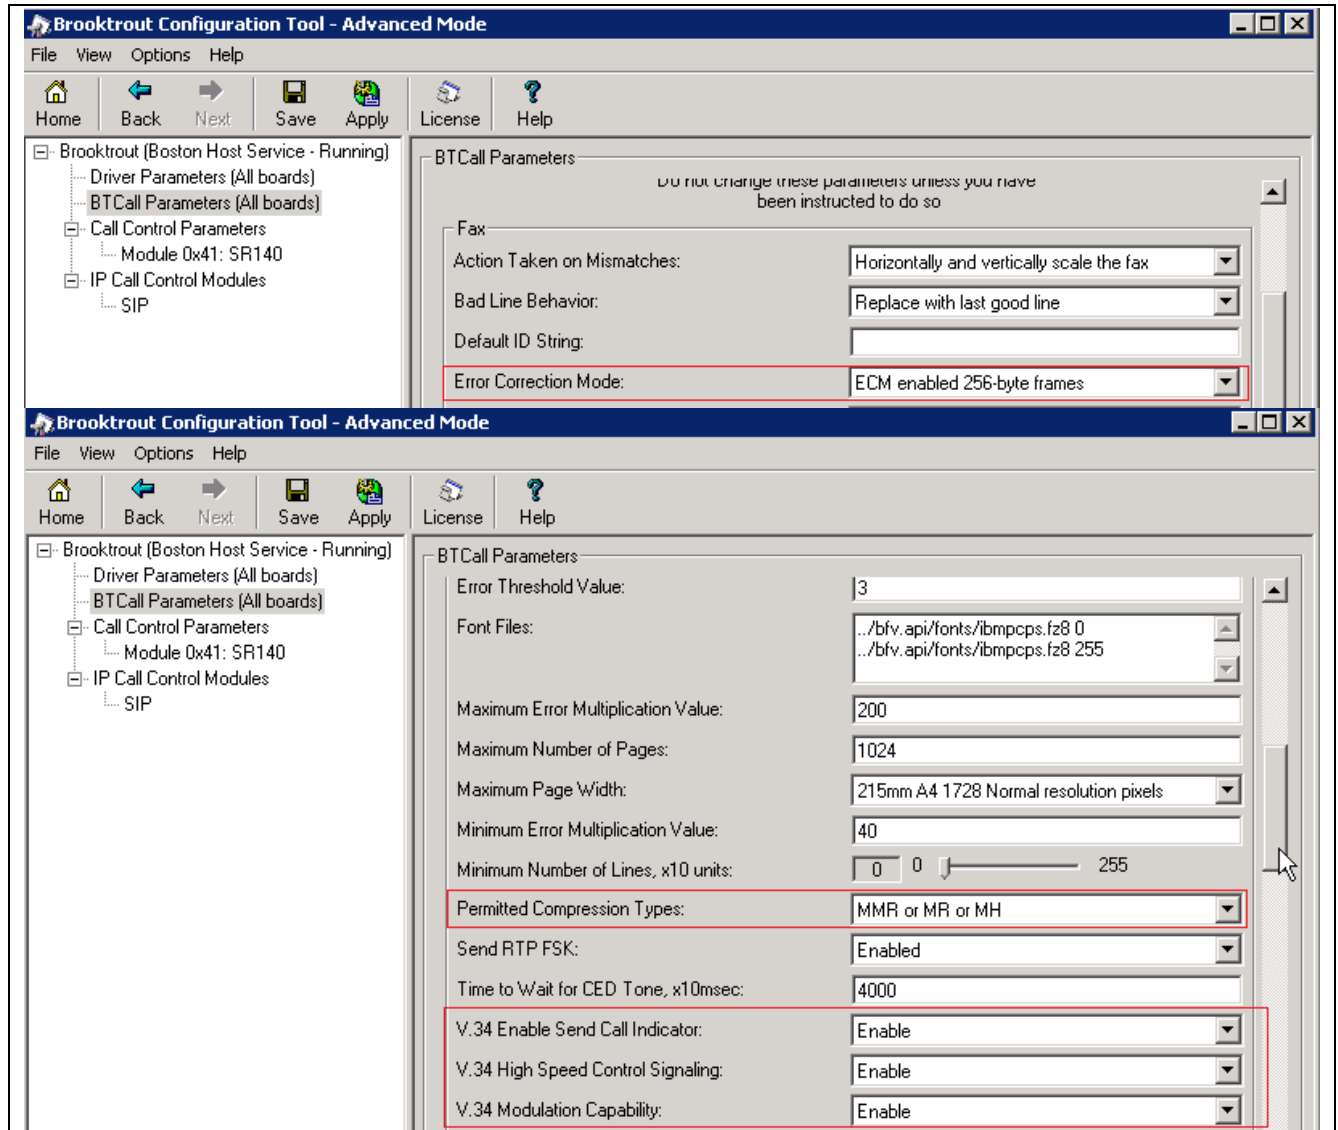 Brooktrout Configuration Tool - Advanced Mode
File View Options Help
Home Back Next Save Apply License Help
Brooktrout (Boston Host Service - Running)
Driver Parameters (All boards)
BTCall Parameters (All boards)
Call Control Parameters
Module 0x41: SR140
IP Call Control Modules
SIP
BTCall Parameters
Do not change these parameters unless you have
been instructed to do so
Fax
Action Taken on Mismatches: Horizontally and vertically scale the fax
Bad Line Behavior: Replace with last good line
Default ID String:
Error Correction Mode: ECM enabled 256-byte frames
Brooktrout Configuration Tool - Advanced Mode
File View Options Help
Home Back Next Save Apply License Help
Brooktrout (Boston Host Service - Running)
Driver Parameters (All boards)
BTCall Parameters (All boards)
Call Control Parameters
Module 0x41: SR140
IP Call Control Modules
SIP
BTCall Parameters
Error Threshold Value: 3
Font Files: ../bfv.api/fonts/ibmpcps.fz8 0
../bfv.api/fonts/ibmpcps.fz8 255
Maximum Error Multiplication Value: 200
Maximum Number of Pages: 1024
Maximum Page Width: 215mm A4 1728 Normal resolution pixels
Minimum Error Multiplication Value: 40
Minimum Number of Lines, x10 units: 0 0 255
Permitted Compression Types: MMR or MR or MH
Send RTP FSK: Enabled
Time to Wait for CED Tone, x10msec: 4000
V.34 Enable Send Call Indicator: Enable
V.34 High Speed Control Signaling: Enable
V.34 Modulation Capability: Enable